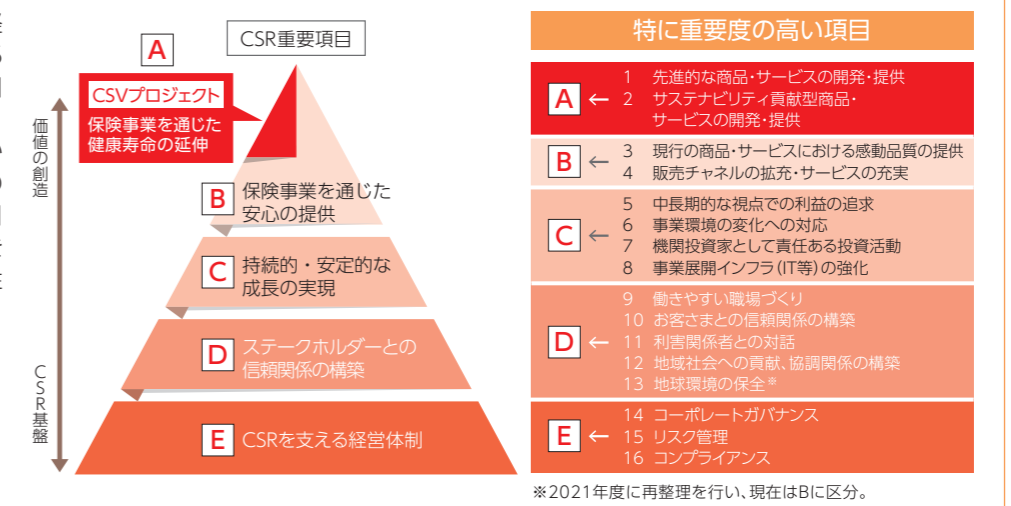 CSR重要項目
A
CSVプロジェクト
保険事業を通じた
健康寿命の延伸
B
保険事業を通じた
安心の提供
C
持続的・安定的な
成長の実現
D
ステークホルダーとの
信頼関係の構築
E
CSRを支える経営体制
価値の創造
CSR基盤
特に重要度の高い項目
A ←
1 先進的な商品・サービスの開発・提供
2 サステナビリティ貢献型商品・
サービスの開発・提供
B ←
3 現行の商品・サービスにおける感動品質の提供
4 販売チャネルの拡充・サービスの充実
C ←
5 中長期的な視点での利益の追求
6 事業環境の変化への対応
7 機関投資家として責任ある投資活動
8 事業展開インフラ(IT等)の強化
D ←
9 働きやすい職場づくり
10 お客さまとの信頼関係の構築
11 利害関係者との対話
12 地域社会への貢献、協調関係の構築
13 地球環境の保全※
E ←
14 コーポレートガバナンス
15 リスク管理
16 コンプライアンス
※2021年度に再整理を行い、現在はBに区分。